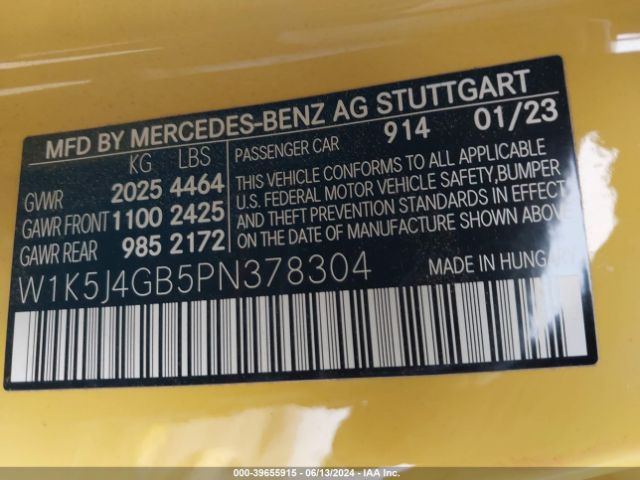 MFD BY MERCEDES-BENZ AG STUTTGART
KG LBS
PASSENGER CAR 914 01/23
GVWR 2025 4464
GAWR FRONT 1100 2425
GAWR REAR 985 2172
THIS VEHICLE CONFORMS TO ALL APPLICABLE
U.S. FEDERAL MOTOR VEHICLE SAFETY,BUMPER
AND THEFT PREVENTION STANDARDS IN EFFECT
ON THE DATE OF MANUFACTURE SHOWN ABOVE
W1K5J4GB5PN378304
MADE IN
000-39655915 - 06/13/2024 - IAA Inc.